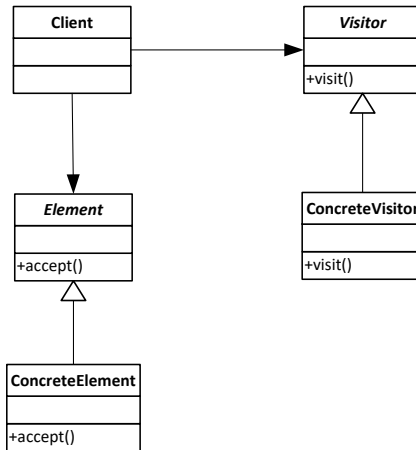 Client
Visitor
+visit()
Element
+accept()
ConcreteVisitor
+visit()
ConcreteElement
+accept()